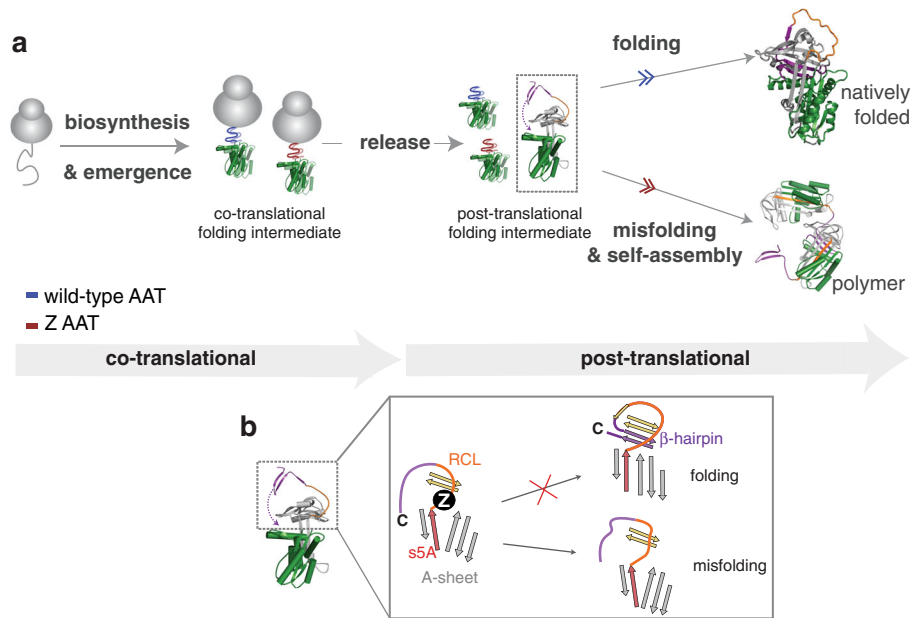 a
folding
natively
folded
biosynthesis
& emergence
release
co-translational
folding intermediate
post-translational
folding intermediate
misfolding
& self-assembly
polymer
wild-type AAT
Z AAT
co-translational
post-translational
b
C
RCL
Z
s5A
A-sheet
C
β-hairpin
folding
misfolding